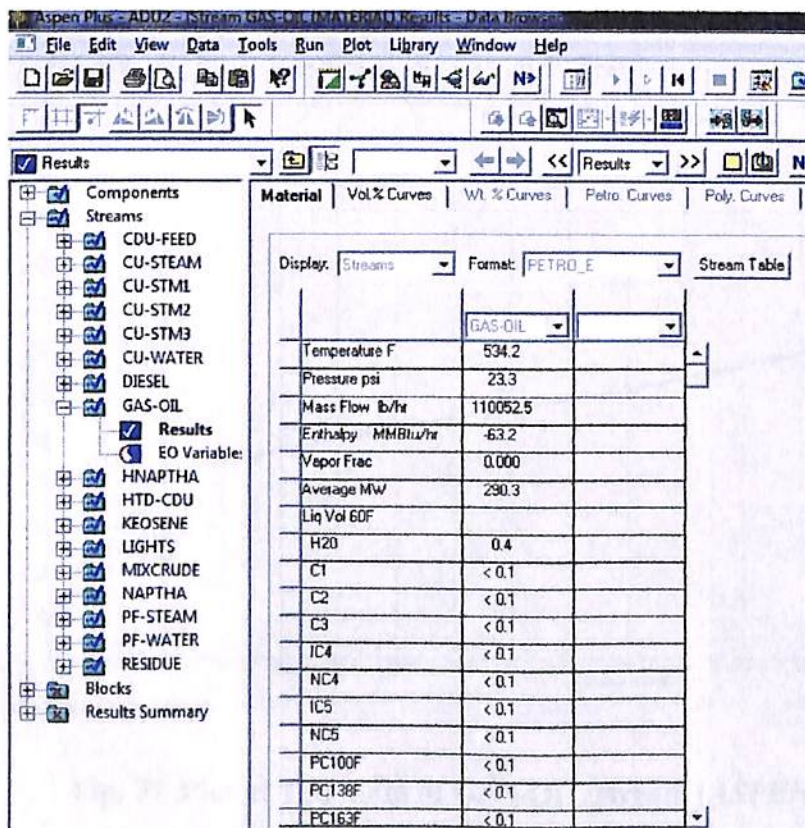 Aspen Plus - ADU2 - [Stream GAS-OIL (MATERIAL) Results - Data Browser
File Edit View Data Tools Run Plot Library Window Help
N>
Results
<< Results >> N
Components
Streams
CDU-FEED
CU-STEAM
CU-STM1
CU-STM2
CU-STM3
CU-WATER
DIESEL
GAS-OIL
Results
EO Variable
HNAPTHA
HTD-CDU
KEOSENE
LIGHTS
MIXCRUDE
NAPTHA
PF-STEAM
PF-WATER
RESIDUE
Blocks
Results Summary
Material Vol.% Curves Wt. % Curves Petro. Curves Poly. Curves
Display: Streams Format: PETRO_E Stream Table
GAS-OIL
Temperature F 534.2
Pressure psi 23.3
Mass Flow lb/hr 110052.5
Enthalpy MMBtu/hr -63.2
Vapor Frac 0.000
Average MW 290.3
Liq Vol 60F
H2O 0.4
C1 < 0.1
C2 < 0.1
C3 < 0.1
IC4 < 0.1
NC4 < 0.1
IC5 < 0.1
NC5 < 0.1
PC100F < 0.1
PC138F < 0.1
PC163F < 0.1